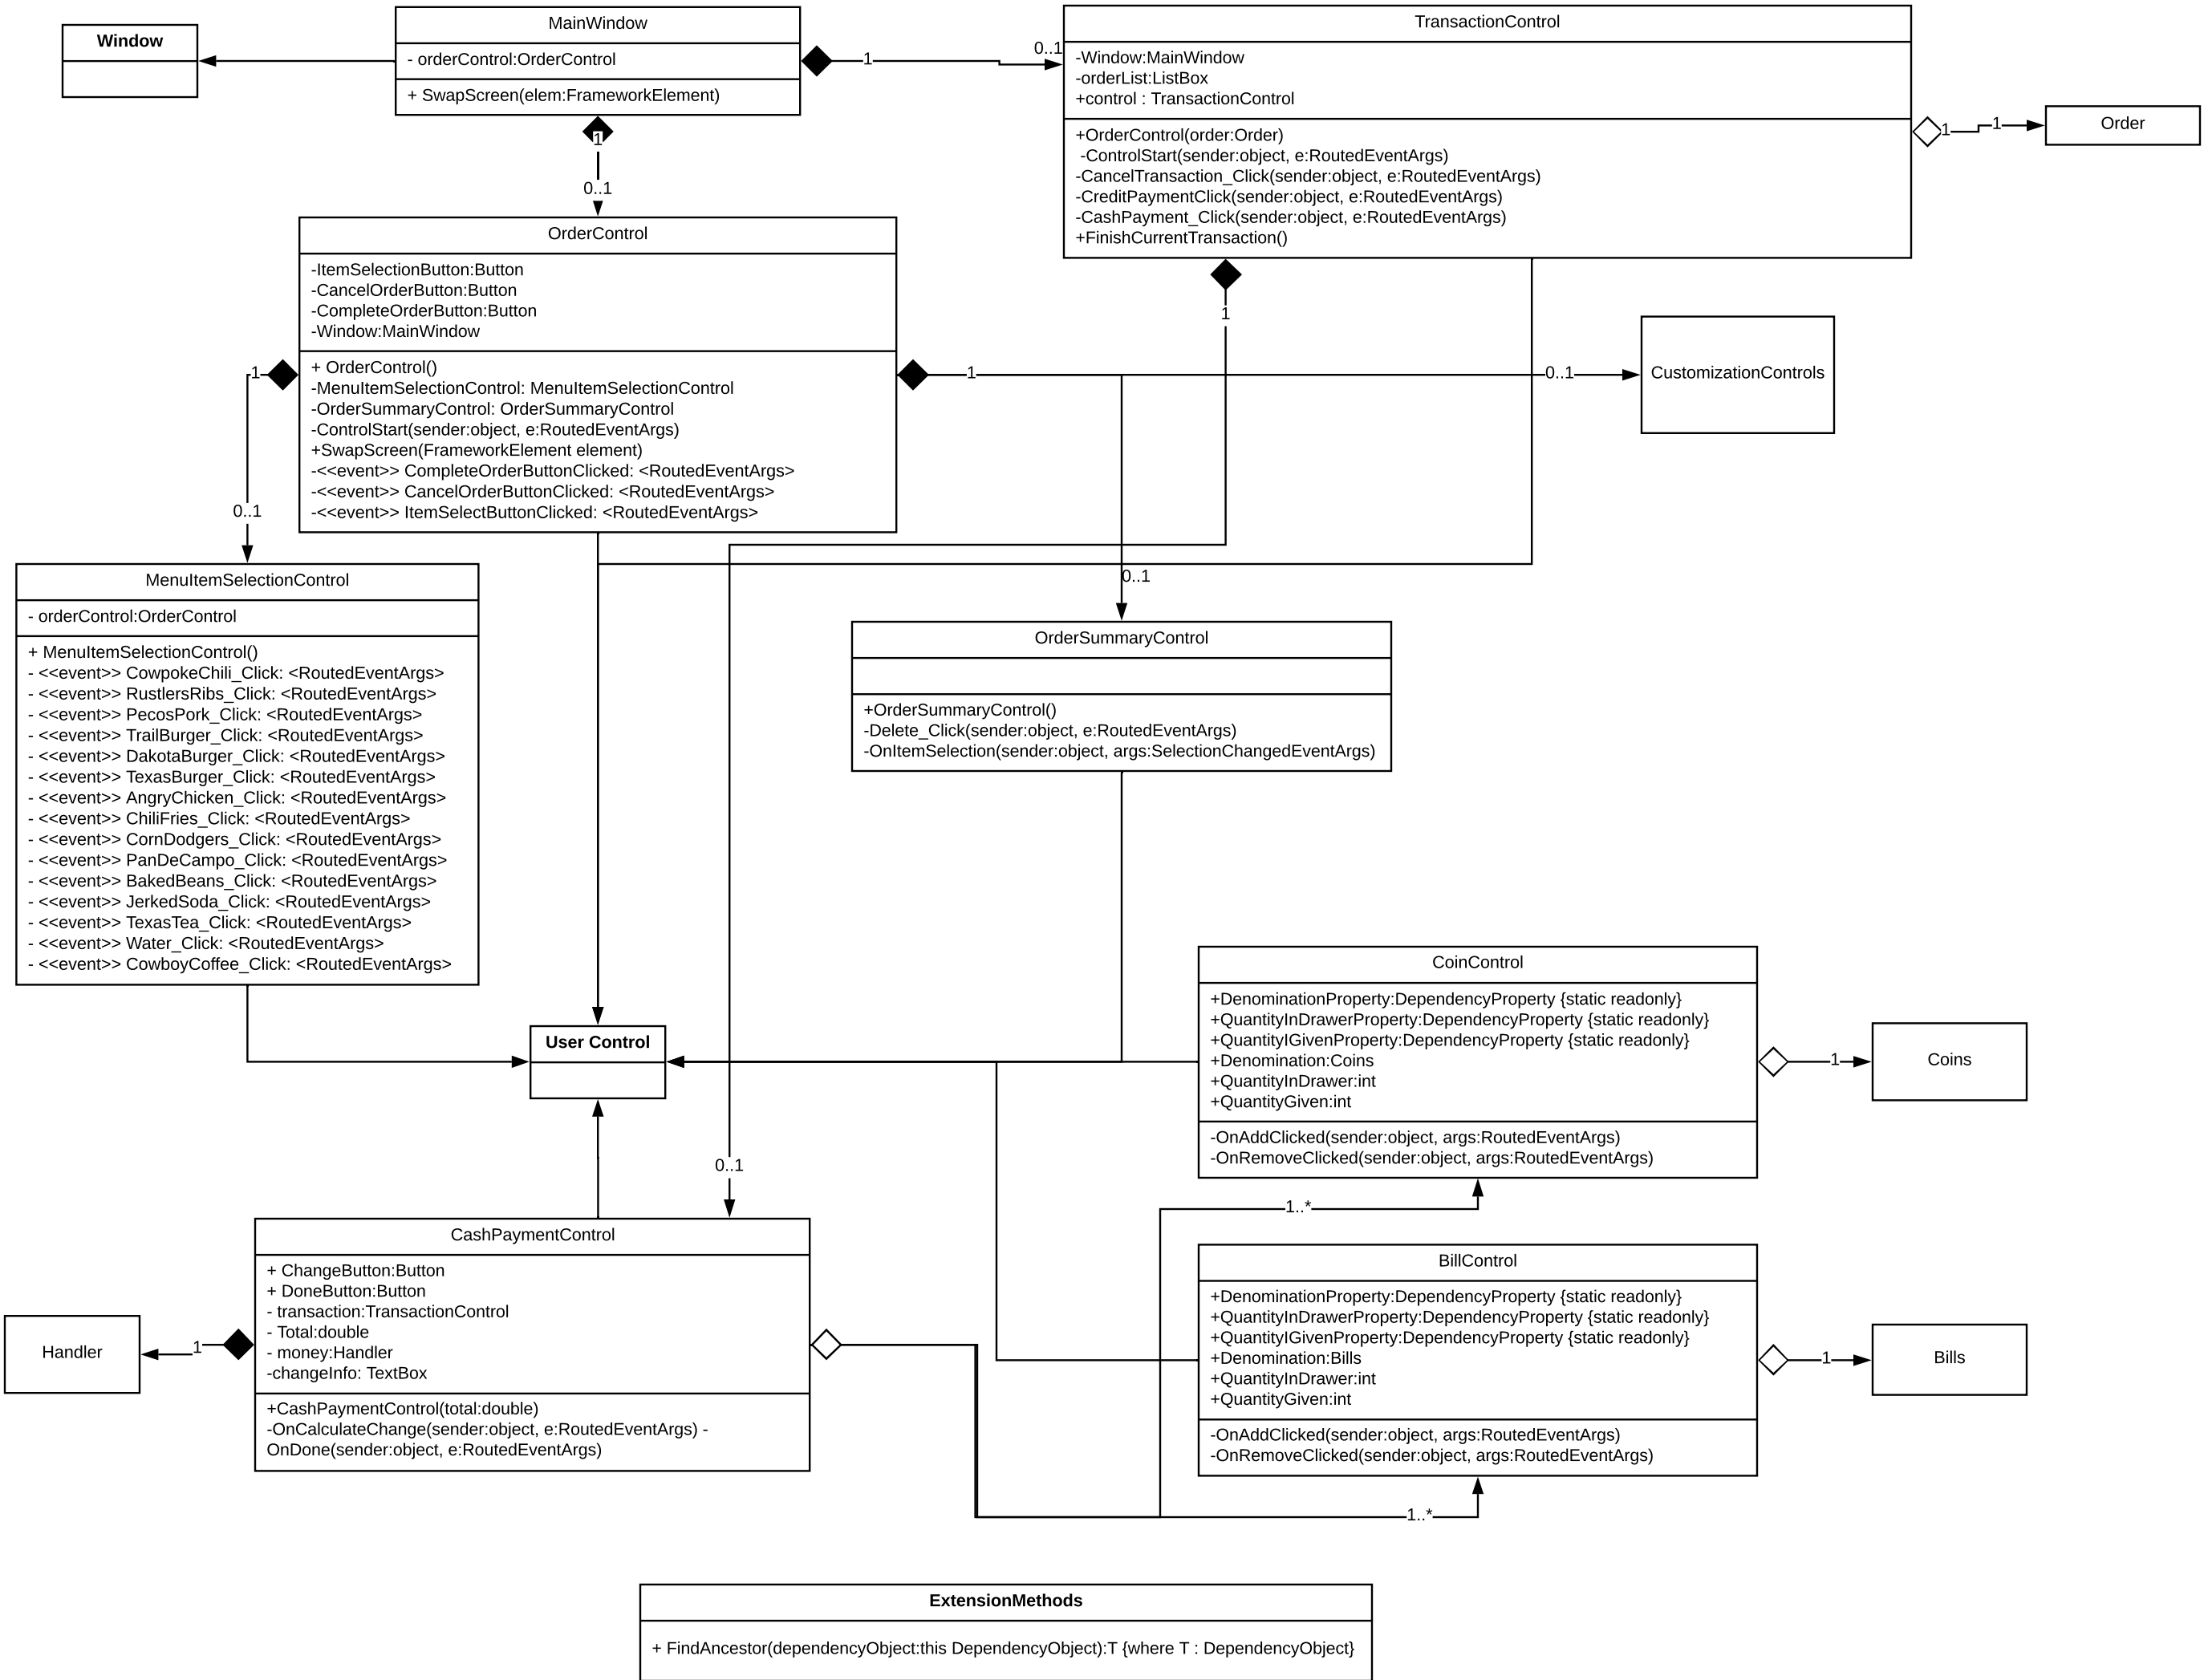 Window
MainWindow
- orderControl:OrderControl
+ SwapScreen(elem:FrameworkElement)
1
0..1
TransactionControl
-Window:MainWindow
-orderList:ListBox
+control : TransactionControl
+OrderControl(order:Order)
-ControlStart(sender:object, e:RoutedEventArgs)
-CancelTransaction_Click(sender:object, e:RoutedEventArgs)
-CreditPaymentClick(sender:object, e:RoutedEventArgs)
-CashPayment_Click(sender:object, e:RoutedEventArgs)
+FinishCurrentTransaction()
1
1
Order
1
0..1
OrderControl
-ItemSelectionButton:Button
-CancelOrderButton:Button
-CompleteOrderButton:Button
-Window:MainWindow
+ OrderControl()
-MenuItemSelectionControl: MenuItemSelectionControl
-OrderSummaryControl: OrderSummaryControl
-ControlStart(sender:object, e:RoutedEventArgs)
+SwapScreen(FrameworkElement element)
-<<event>> CompleteOrderButtonClicked: <RoutedEventArgs>
-<<event>> CancelOrderButtonClicked: <RoutedEventArgs>
-<<event>> ItemSelectButtonClicked: <RoutedEventArgs>
1
1
1
0..1
CustomizationControls
0..1
0..1
MenuItemSelectionControl
- orderControl:OrderControl
+ MenuItemSelectionControl()
- <<event>> CowpokeChili_Click: <RoutedEventArgs>
- <<event>> RustlersRibs_Click: <RoutedEventArgs>
- <<event>> PecosPork_Click: <RoutedEventArgs>
- <<event>> TrailBurger_Click: <RoutedEventArgs>
- <<event>> DakotaBurger_Click: <RoutedEventArgs>
- <<event>> TexasBurger_Click: <RoutedEventArgs>
- <<event>> AngryChicken_Click: <RoutedEventArgs>
- <<event>> ChiliFries_Click: <RoutedEventArgs>
- <<event>> CornDodgers_Click: <RoutedEventArgs>
- <<event>> PanDeCampo_Click: <RoutedEventArgs>
- <<event>> BakedBeans_Click: <RoutedEventArgs>
- <<event>> JerkedSoda_Click: <RoutedEventArgs>
- <<event>> TexasTea_Click: <RoutedEventArgs>
- <<event>> Water_Click: <RoutedEventArgs>
- <<event>> CowboyCoffee_Click: <RoutedEventArgs>
OrderSummaryControl
+OrderSummaryControl()
-Delete_Click(sender:object, e:RoutedEventArgs)
-OnItemSelection(sender:object, args:SelectionChangedEventArgs)
User Control
CoinControl
+DenominationProperty:DependencyProperty {static readonly}
+QuantityInDrawerProperty:DependencyProperty {static readonly}
+QuantityIGivenProperty:DependencyProperty {static readonly}
+Denomination:Coins
+QuantityInDrawer:int
+QuantityGiven:int
-OnAddClicked(sender:object, args:RoutedEventArgs)
-OnRemoveClicked(sender:object, args:RoutedEventArgs)
1
Coins
0..1
1..*
CashPaymentControl
+ ChangeButton:Button
+ DoneButton:Button
- transaction:TransactionControl
- Total:double
- money:Handler
-changeInfo: TextBox
+CashPaymentControl(total:double)
-OnCalculateChange(sender:object, e:RoutedEventArgs) -
OnDone(sender:object, e:RoutedEventArgs)
Handler
1
BillControl
+DenominationProperty:DependencyProperty {static readonly}
+QuantityInDrawerProperty:DependencyProperty {static readonly}
+QuantityIGivenProperty:DependencyProperty {static readonly}
+Denomination:Bills
+QuantityInDrawer:int
+QuantityGiven:int
-OnAddClicked(sender:object, args:RoutedEventArgs)
-OnRemoveClicked(sender:object, args:RoutedEventArgs)
1
Bills
1..*
ExtensionMethods
+ FindAncestor(dependencyObject:this DependencyObject):T {where T : DependencyObject}